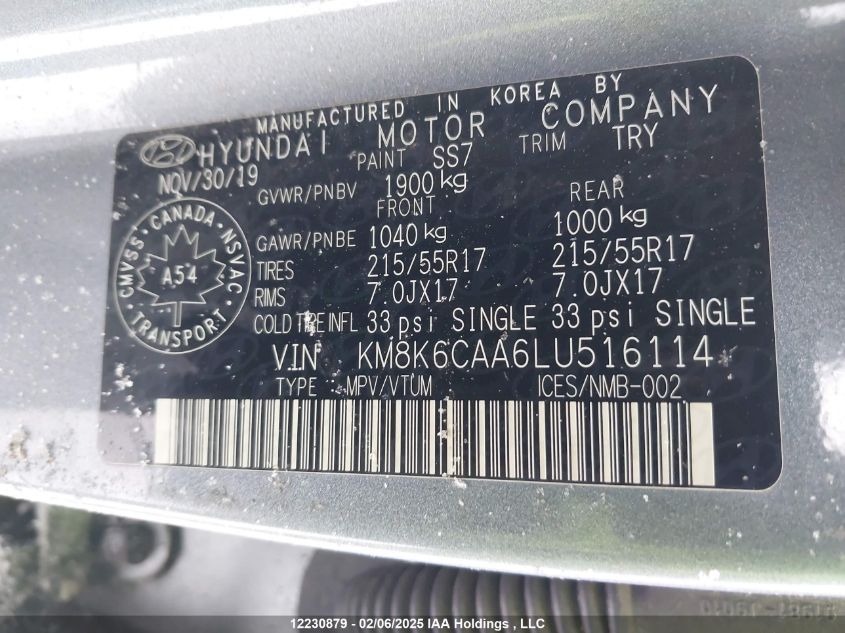 MANUFACTURED IN KOREA BY
HYUNDAI MOTOR COMPANY
NOV/30/19 PAINT SS7 TRIM TRY
GVWR/PNBV 1900 kg
FRONT REAR
GAWR/PNBE 1040 kg 1000 kg
TIRES 215/55R17 215/55R17
RIMS 7.0JX17 7.0JX17
COLD TIRE INFL 33 psi SINGLE 33 psi SINGLE
CANADA
CMVSS NSVAC
A54
TRANSPORT
VIN KM8K6CAA6LU516114
TYPE MPV/VTUM ICES/NMB-002
12230879 - 02/06/2025 IAA Holdings , LLC